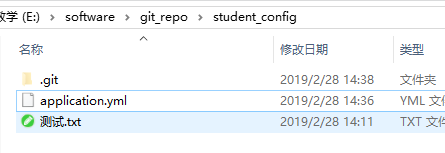 教学 (E:) › software › git_repo › student_config
名称 修改日期 类型
.git 2019/2/28 14:38 文件夹
application.yml 2019/2/28 14:36 YML 文
测试.txt 2019/2/28 14:11 TXT 文